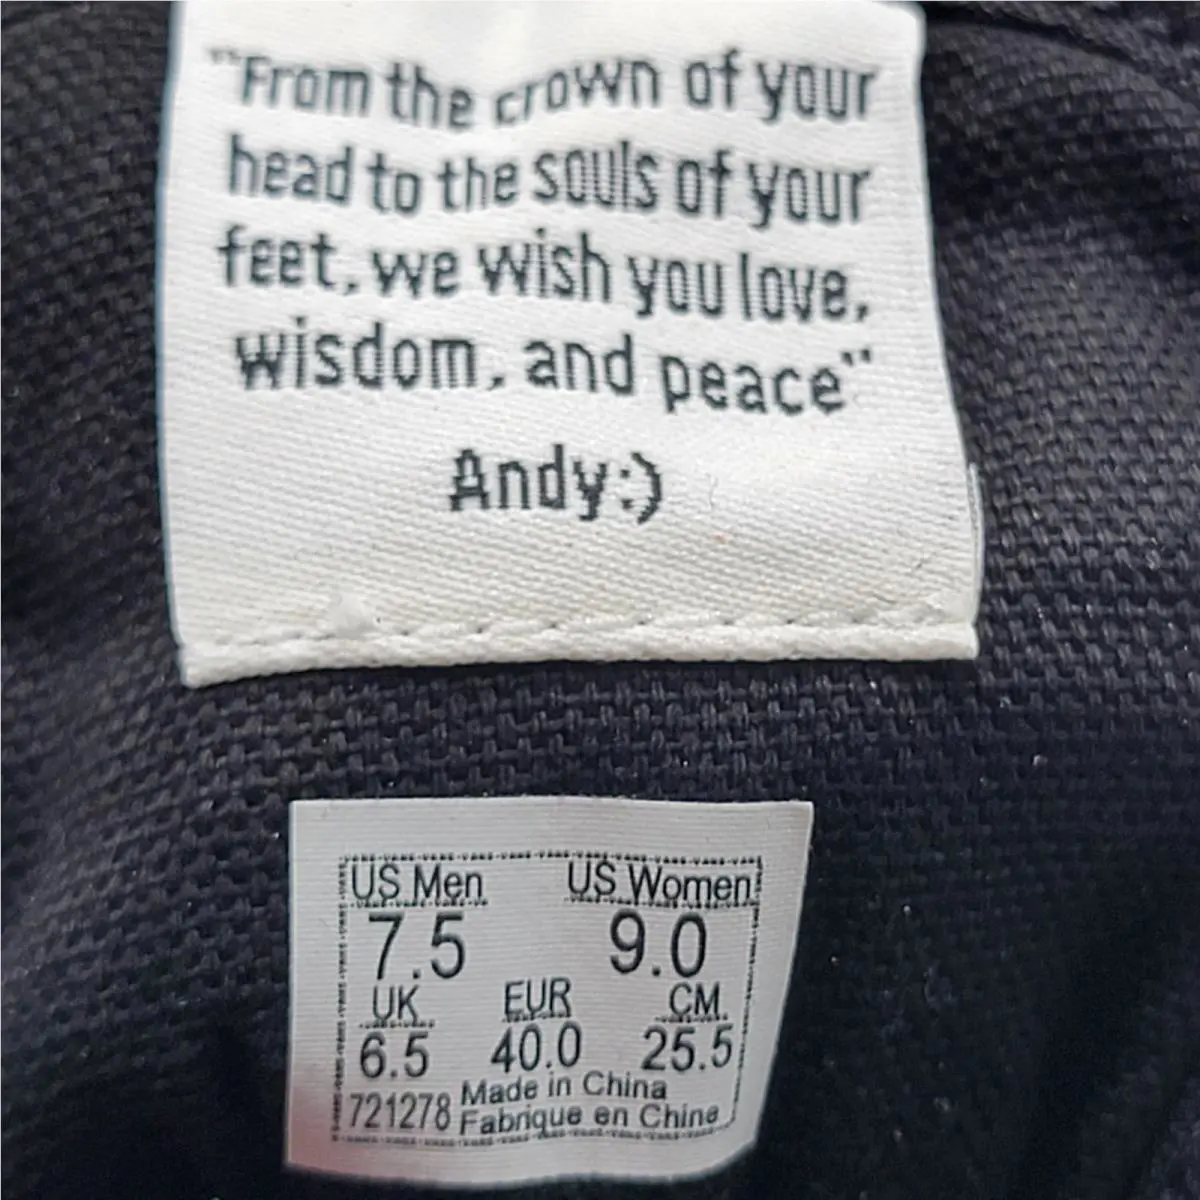 "From the crown of your
head to the souls of your
feet, we wish you love,
wisdom, and peace"
Andy:)
US Men US Women
7.5 9.0
UK EUR CM
6.5 40.0 25.5
721278 Made in China
Fabrique en Chine